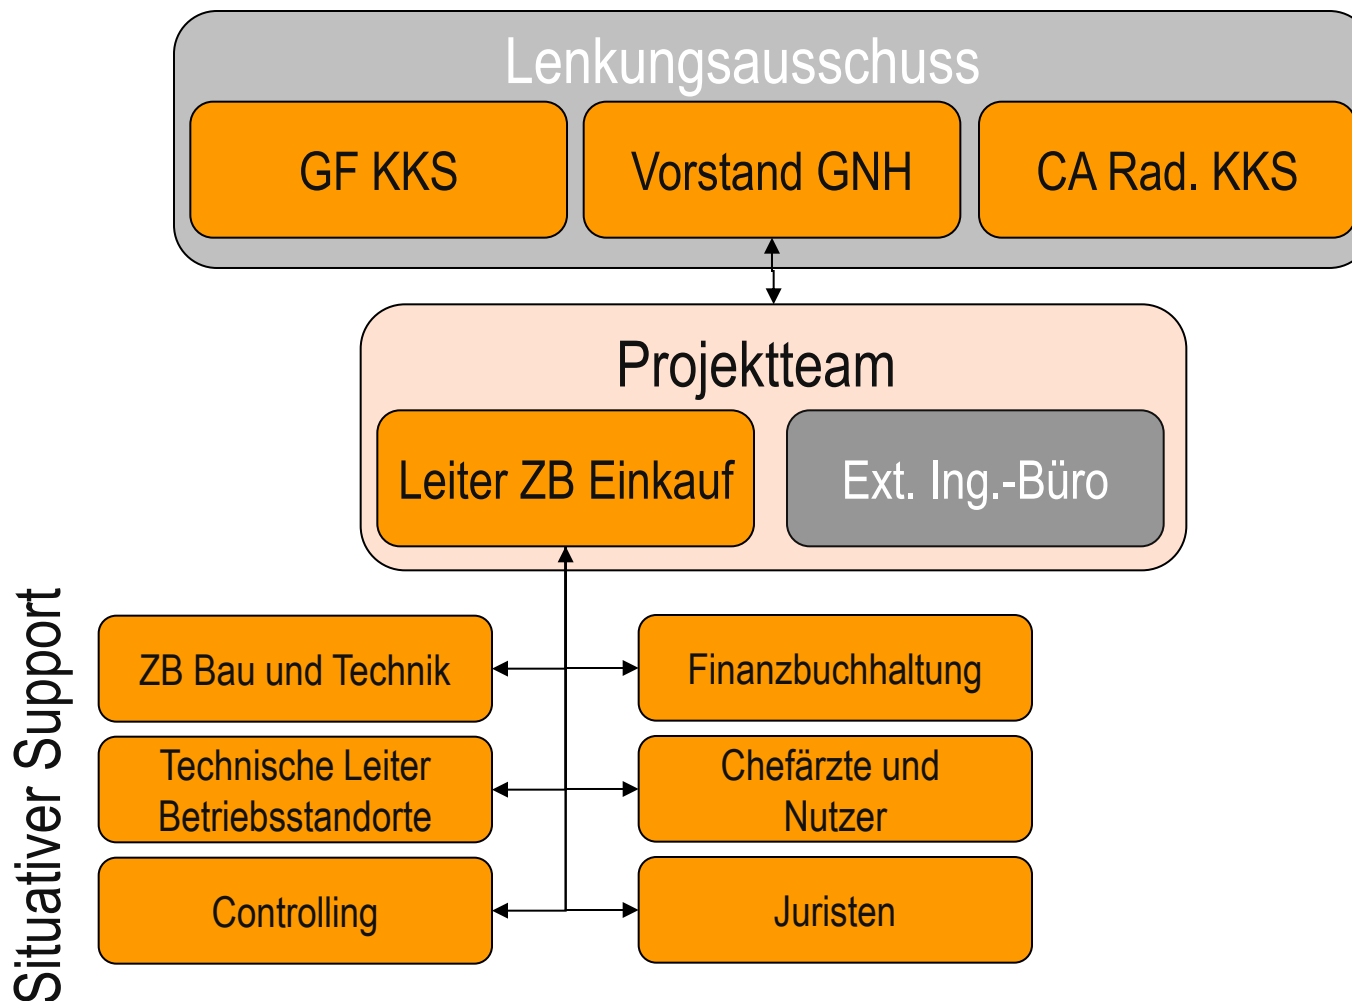 Lenkungsausschuss
GF KKS
Vorstand GNH
CA Rad. KKS
Projektteam
Leiter ZB Einkauf
Ext. Ing.-Büro
Situativer Support
ZB Bau und Technik
Finanzbuchhaltung
Technische Leiter
Betriebsstandorte
Chefärzte und
Nutzer
Controlling
Juristen